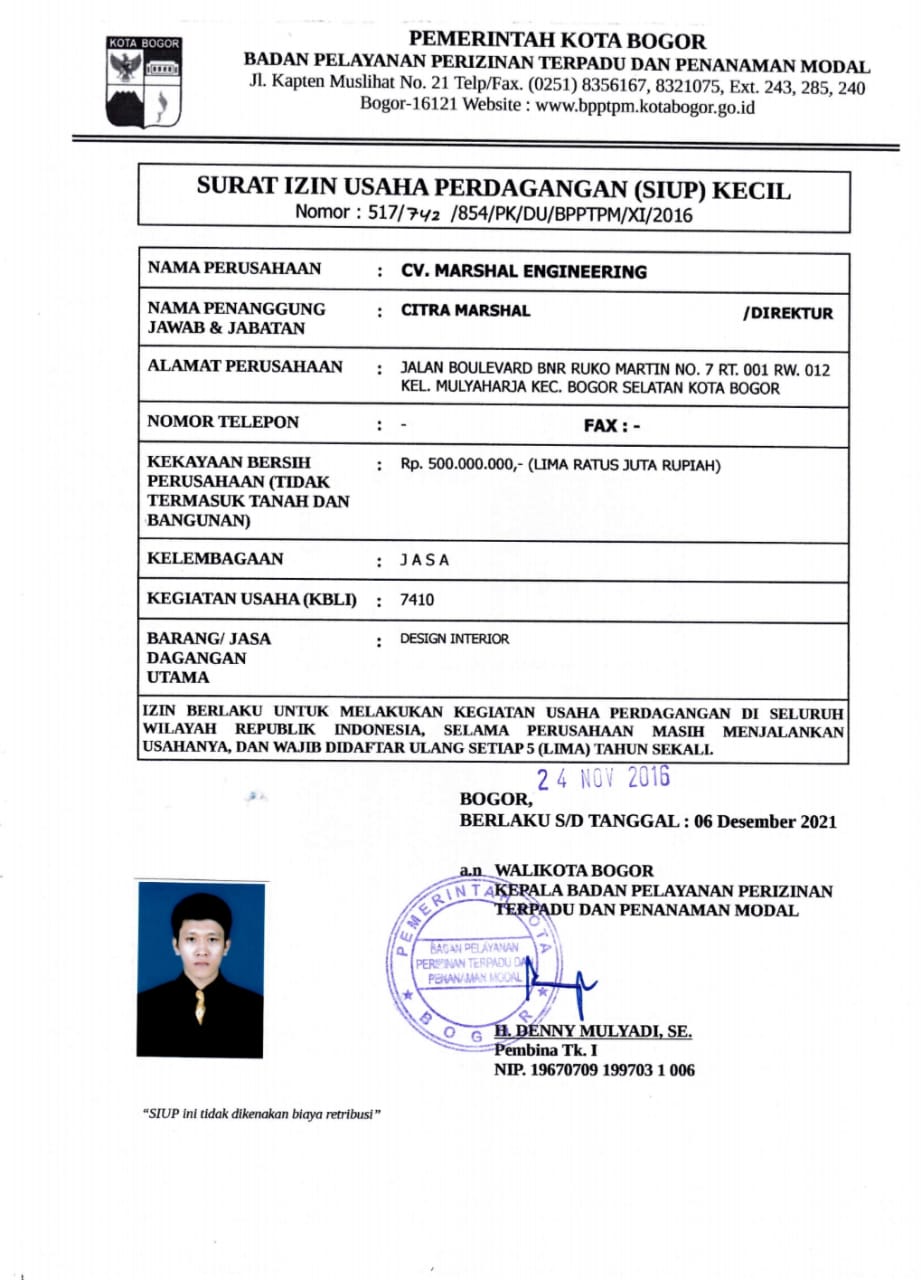 KOTA BOGOR
PEMERINTAH KOTA BOGOR
BADAN PELAYANAN PERIZINAN TERPADU DAN PENANAMAN MODAL
Jl. Kapten Muslihat No. 21 Telp/Fax. (0251) 8356167, 8321075, Ext. 243, 285, 240
Bogor-16121 Website : www.bpptpm.kotabogor.go.id
SURAT IZIN USAHA PERDAGANGAN (SIUP) KECIL
Nomor : 517/742 /854/PK/DU/BPPTPM/XI/2016
NAMA PERUSAHAAN : CV. MARSHAL ENGINEERING
NAMA PENANGGUNG : CITRA MARSHAL /DIREKTUR
JAWAB & JABATAN
ALAMAT PERUSAHAAN : JALAN BOULEVARD BNR RUKO MARTIN NO. 7 RT. 001 RW. 012
KEL. MULYAHARJA KEC. BOGOR SELATAN KOTA BOGOR
NOMOR TELEPON : - FAX : -
KEKAYAAN BERSIH : Rp. 500.000.000,- (LIMA RATUS JUTA RUPIAH)
PERUSAHAAN (TIDAK
TERMASUK TANAH DAN
BANGUNAN)
KELEMBAGAAN : J A S A
KEGIATAN USAHA (KBLI) : 7410
BARANG/ JASA : DESIGN INTERIOR
DAGANGAN
UTAMA
IZIN BERLAKU UNTUK MELAKUKAN KEGIATAN USAHA PERDAGANGAN DI SELURUH
WILAYAH REPUBLIK INDONESIA, SELAMA PERUSAHAAN MASIH MENJALANKAN
USAHANYA, DAN WAJIB DIDAFTAR ULANG SETIAP 5 (LIMA) TAHUN SEKALI.
24 NOV 2016
BOGOR,
BERLAKU S/D TANGGAL : 06 Desember 2021
a.n WALIKOTA BOGOR
KEPALA BADAN PELAYANAN PERIZINAN
TERPADU DAN PENANAMAN MODAL
PEMERINTAH KOTA
BADAN PELAYANAN
PERIZINAN TERPADU DAN
PENANAMAN MODAL
BOGOR
H. DENNY MULYADI, SE.
Pembina Tk. I
NIP. 19670709 199703 1 006
“SIUP ini tidak dikenakan biaya retribusi”